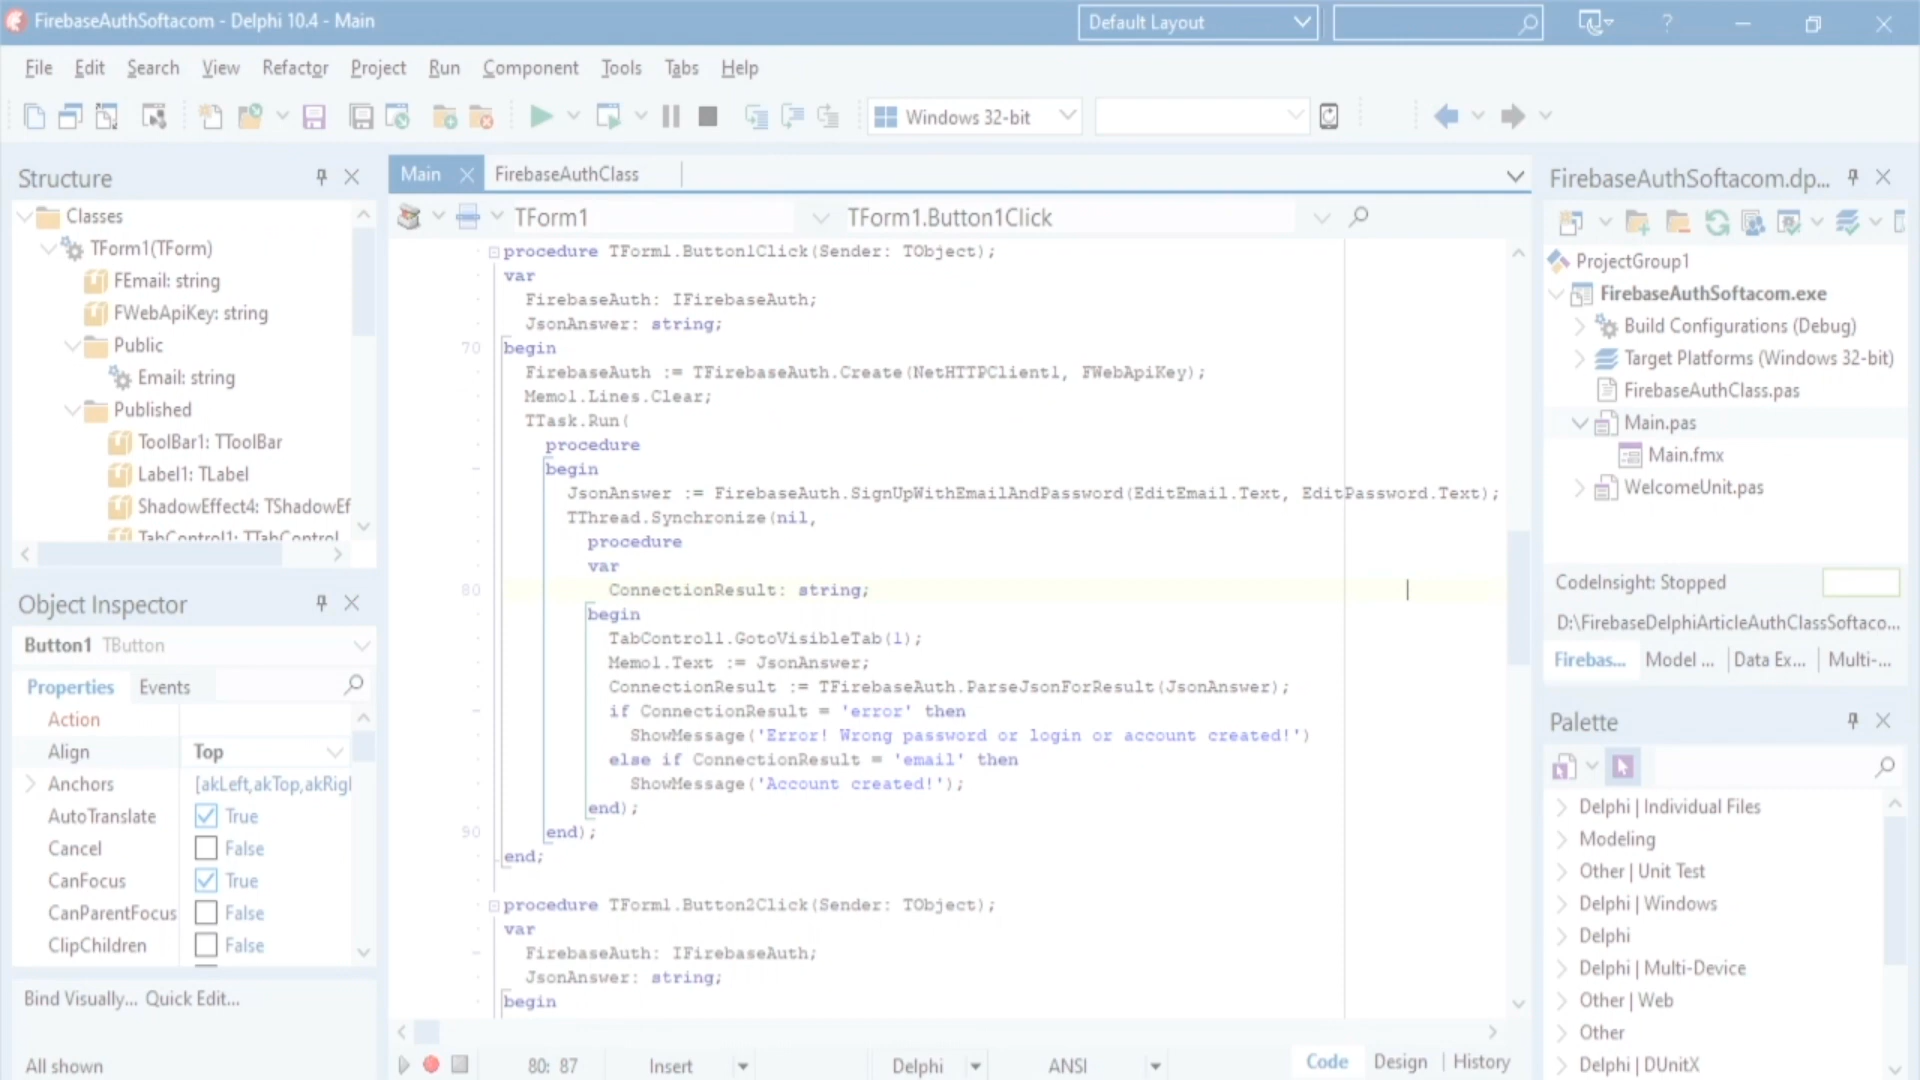 FirebaseAuthSoftacom - Delphi 10.4 - Main
Default Layout
?
File Edit Search View Refactor Project Run Component Tools Tabs Help
Windows 32-bit
Structure
Classes
TForm1(TForm)
FEmail: string
FWebApiKey: string
Public
Email: string
Published
ToolBar1: TToolBar
Label1: TLabel
ShadowEffect4: TShadowEf
TabControl1: TTabControl
Object Inspector
Button1 TButton
Properties Events
Action
Align Top
Anchors [akLeft,akTop,akRigl
AutoTranslate True
Cancel False
CanFocus True
CanParentFocus False
ClipChildren False
Bind Visually... Quick Edit...
All shown
Main FirebaseAuthClass
TForm1 TForm1.Button1Click
procedure TForm1.Button1Click(Sender: TObject);
var
FirebaseAuth: IFirebaseAuth;
JsonAnswer: string;
70 begin
FirebaseAuth := TFirebaseAuth.Create(NetHTTPClient1, FWebApiKey);
Memo1.Lines.Clear;
TTask.Run(
procedure
begin
JsonAnswer := FirebaseAuth.SignUpWithEmailAndPassword(EditEmail.Text, EditPassword.Text);
TThread.Synchronize(nil,
procedure
var
80 ConnectionResult: string;
begin
TabControl1.GotoVisibleTab(1);
Memo1.Text := JsonAnswer;
ConnectionResult := TFirebaseAuth.ParseJsonForResult(JsonAnswer);
if ConnectionResult = 'error' then
ShowMessage('Error! Wrong password or login or account created!')
else if ConnectionResult = 'email' then
ShowMessage('Account created!');
end);
90 end);
end;
procedure TForm1.Button2Click(Sender: TObject);
var
FirebaseAuth: IFirebaseAuth;
JsonAnswer: string;
begin
80: 87 Insert Delphi ANSI Code Design History
FirebaseAuthSoftacom.dp...
ProjectGroup1
FirebaseAuthSoftacom.exe
Build Configurations (Debug)
Target Platforms (Windows 32-bit)
FirebaseAuthClass.pas
Main.pas
Main.fmx
WelcomeUnit.pas
CodeInsight: Stopped
D:\FirebaseDelphiArticleAuthClassSoftaco...
Firebas... Model ... Data Ex... Multi-...
Palette
Delphi | Individual Files
Modeling
Other | Unit Test
Delphi | Windows
Delphi
Delphi | Multi-Device
Other | Web
Other
Delphi | DUnitX